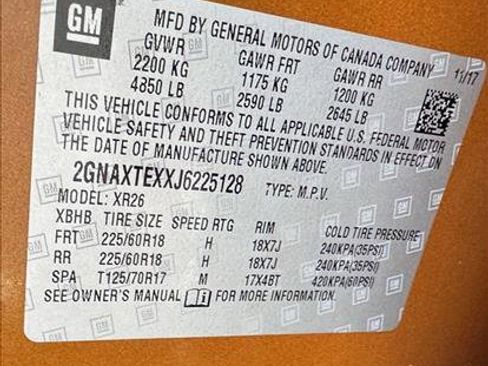 GM
MFD BY GENERAL MOTORS OF CANADA COMPANY
GVWR GAWR FRT GAWR RR 11/17
2200 KG 1175 KG 1200 KG
4850 LB 2590 LB 2645 LB
THIS VEHICLE CONFORMS TO ALL APPLICABLE U.S. FEDERAL MOTOR
VEHICLE SAFETY AND THEFT PREVENTION STANDARDS IN EFFECT ON
THE DATE OF MANUFACTURE SHOWN ABOVE.
2GNAXTEXXJ6225128 TYPE: M.P.V.
MODEL: XR26
XBHB TIRE SIZE SPEED RTG RIM COLD TIRE PRESSURE
FRT 225/60R18 H 18X7J 240KPA(35PSI)
RR 225/60R18 H 18X7J 240KPA(35PSI)
SPA T125/70R17 M 17X4BT 420KPA(60PSI)
SEE OWNER'S MANUAL FOR MORE INFORMATION.